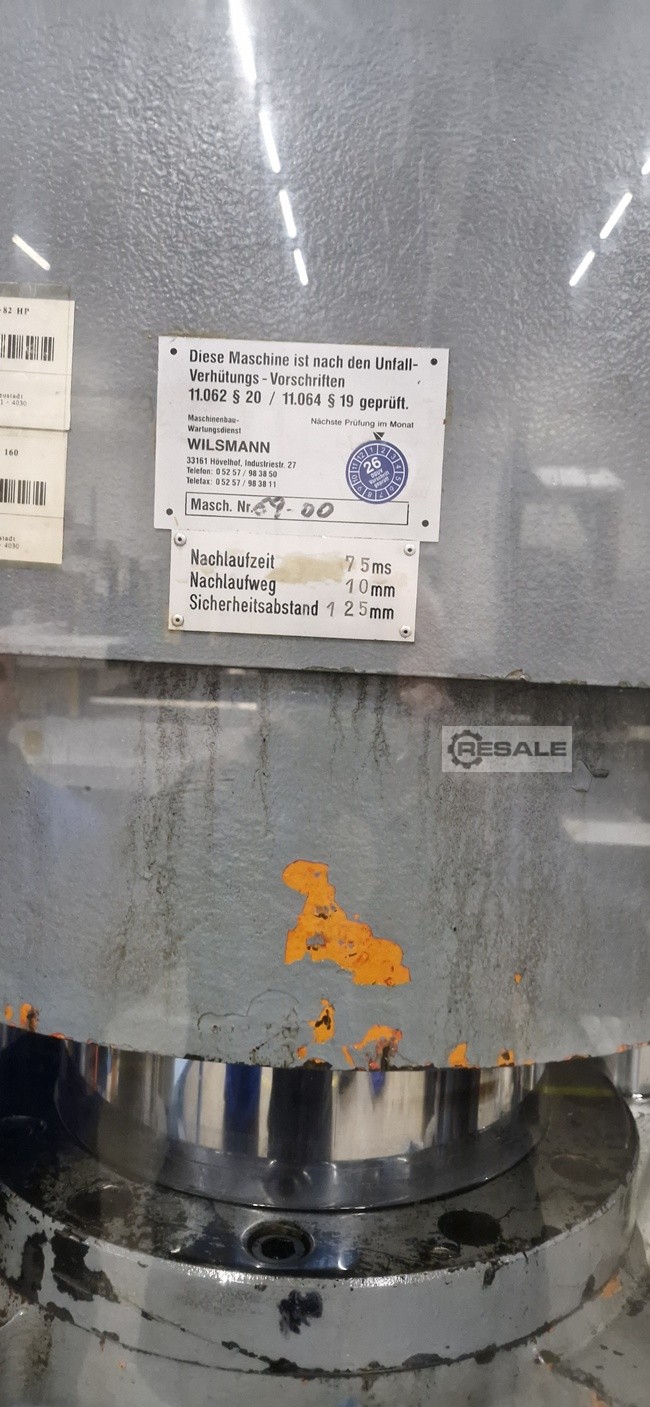 -82 HP
160
Diese Maschine ist nach den Unfall-
Verhütungs - Vorschriften
11.062 § 20 / 11.064 § 19 geprüft.
Maschinenbau-
Wartungsdienst
WILSMANN
33161 Hövelhof, Industriestr. 27
Telefon: 0 52 57 / 98 38 50
Telefax: 0 52 57 / 98 38 11
Nächste Prüfung im Monat
26
Masch. Nr. 69-00
Nachlaufzeit 75ms
Nachlaufweg 10mm
Sicherheitsabstand 125mm
RESALE